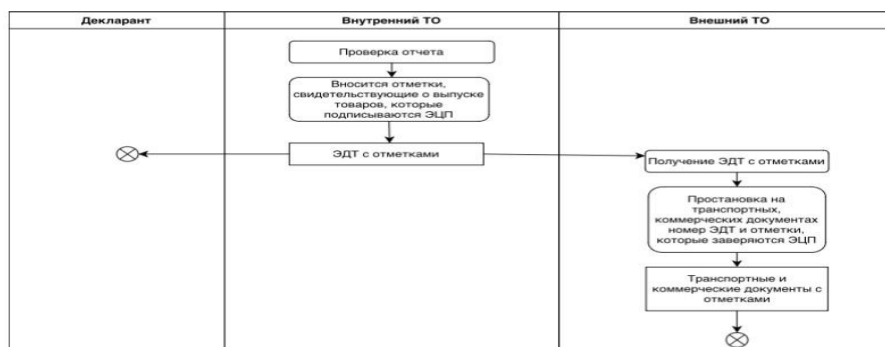 Декларант
Внутренний ТО
Внешний ТО
Проверка отчета
Вносится отметки,
свидетельствующие о выпуске
товаров, которые
подписываются ЭЦП
ЭДТ с отметками
Получение ЭДТ с отметками
Простановка на
транспортных,
коммерческих документах
номер ЭДТ и отметки,
которые заверяются ЭЦП
Транспортные и
коммерческие документы с
отметками